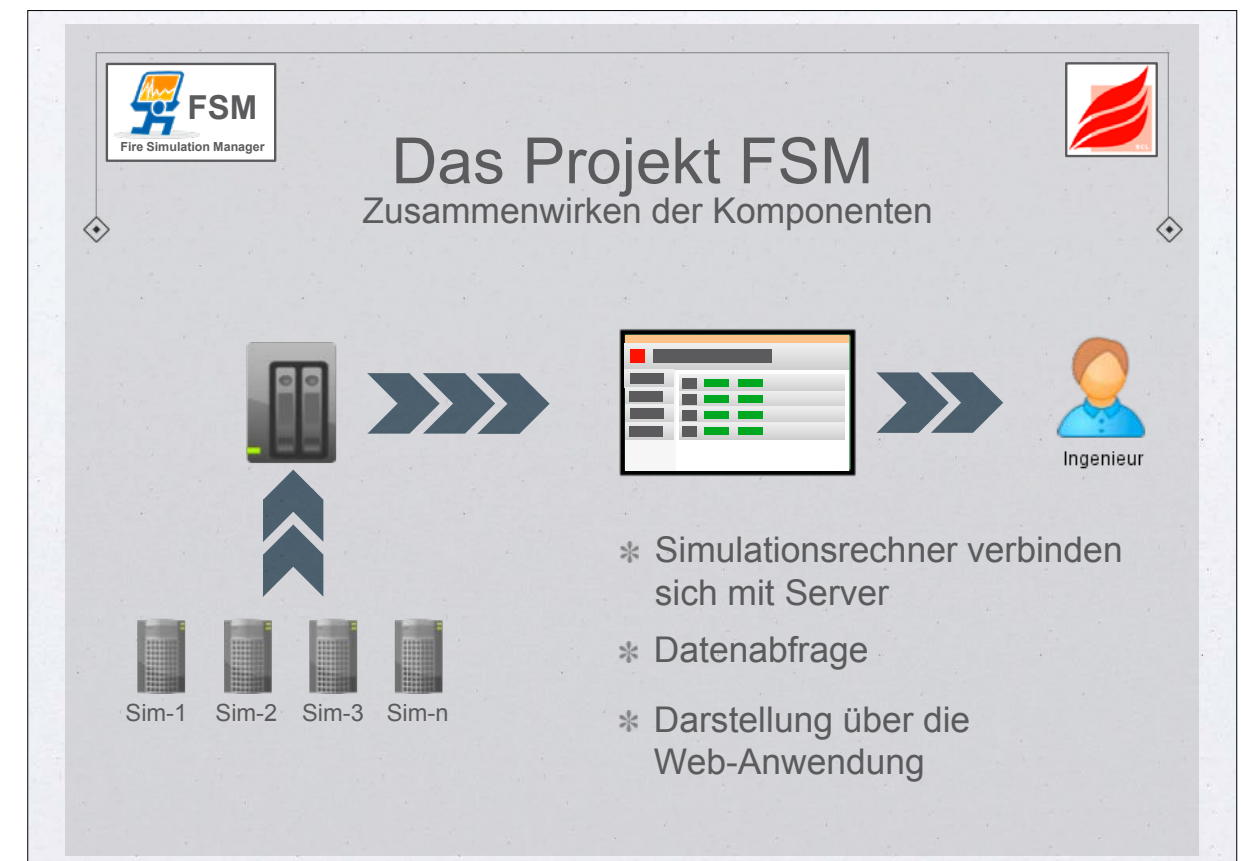 FSM
Fire Simulation Manager
Das Projekt FSM
Zusammenwirken der Komponenten
Ingenieur
Sim-1 Sim-2 Sim-3 Sim-n
Simulationsrechner verbinden
sich mit Server
Datenabfrage
Darstellung über die
Web-Anwendung